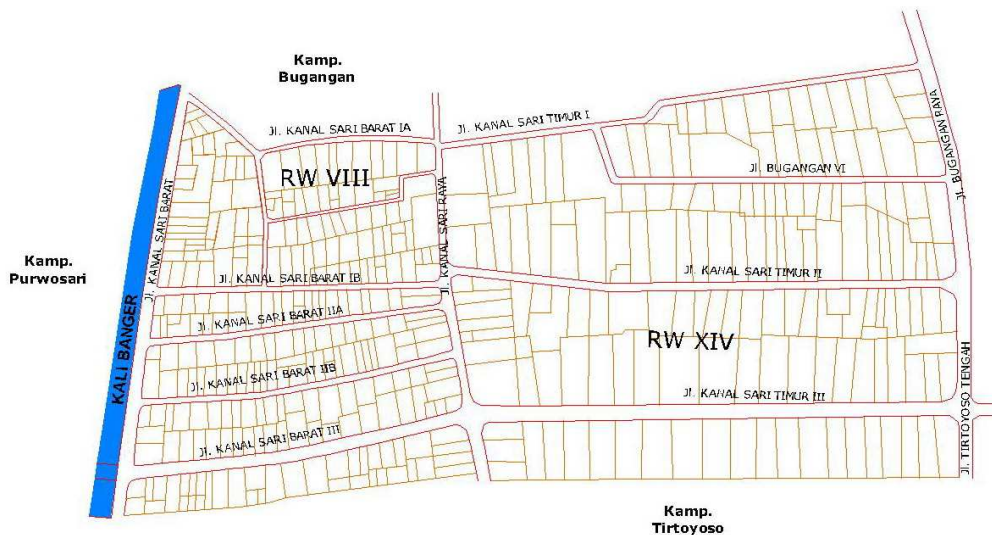 Kamp.
Bugangan
Jl. KANAL SARI BARAT IA
Jl. KANAL SARI TIMUR I
Jl. BUGANGAN RAYA
RW VIII
Jl. BUGANGAN VI
Jl. KANAL SARI BARAT
Jl. KANAL SARI RAYA
Kamp.
Purwosari
Jl. KANAL SARI BARAT IB
Jl. KANAL SARI TIMUR II
KALI BANGER
Jl. KANAL SARI BARAT IIA
RW XIV
Jl. KANAL SARI BARAT IIB
Jl. KANAL SARI TIMUR III
Jl. TIRTOYOSO TENGAH
Jl. KANAL SARI BARAT III
Kamp.
Tirtoyoso